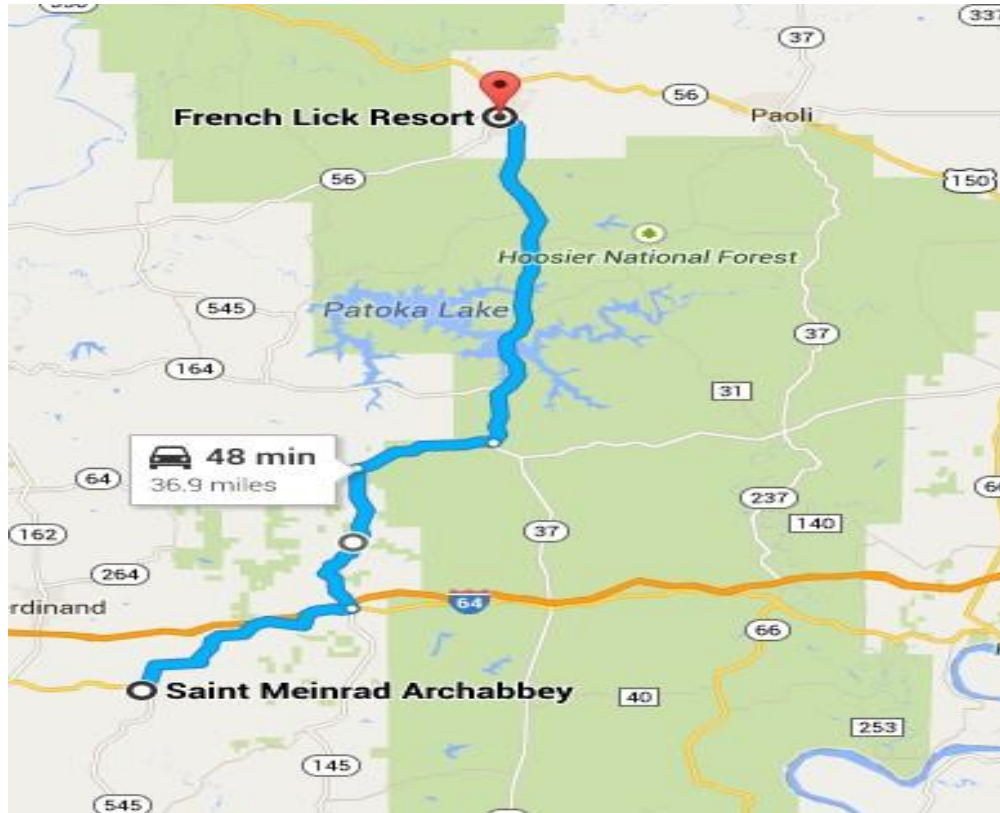 37
56
French Lick Resort
Paoli
150
56
Hoosier National Forest
545
Patoka Lake
37
164
31
48 min
36.9 miles
64
237
140
162
37
264
rdinand
64
66
Saint Meinrad Archabbey
40
253
145
545